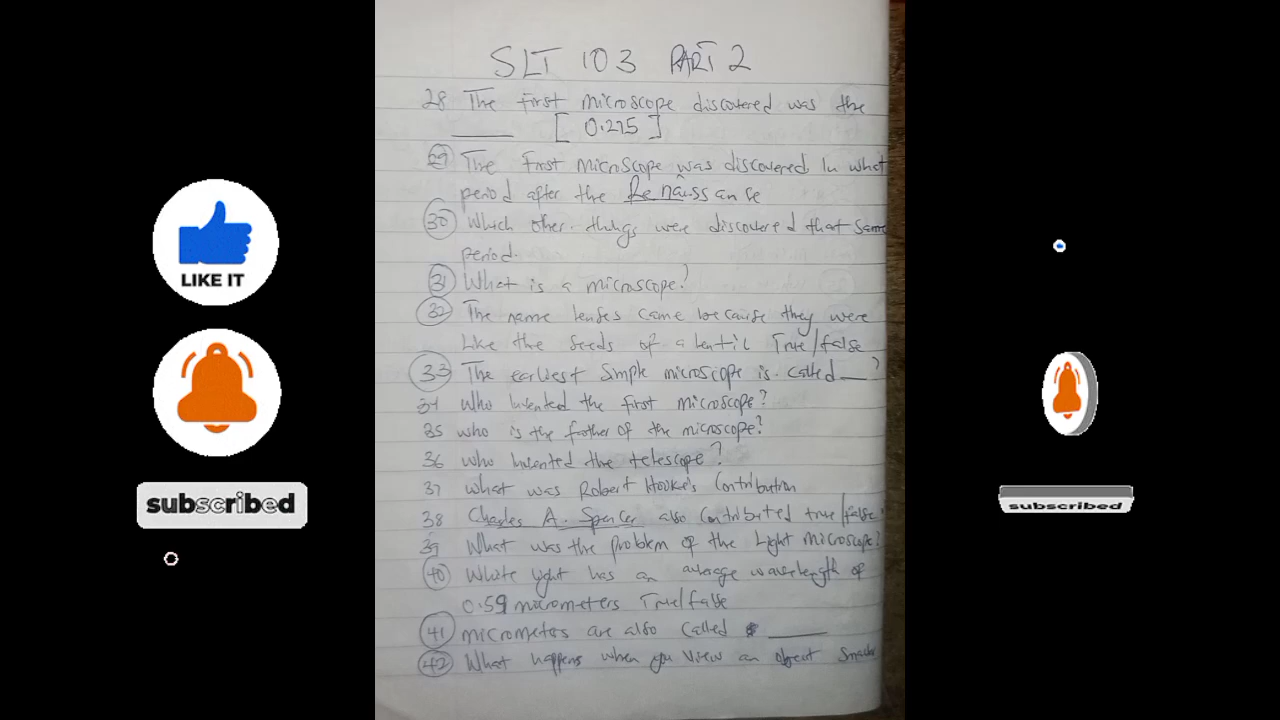 SLT 103 PART 2
28 The first microscope discovered was the
____ [ 0.275 ]
29 The First microscope was discovered In what
period after the Renaussanse
30 Which other things were discovered that same
period.
31 What is a microscope?
32 The name lenses came because they were
Like the seeds of a lentil True/false
33 The earliest simple microscope is called __?
34 Who Invented the first microscope?
35 who is the father of the microscope?
36 who Invented the telescope?
37 what was Robert Hooke's Contribution
38 Charles A. Spencer also Contributed true/false
39 What was the problem of the Light microscope?
40 White light has an average wavelength of
0.59 micrometers True/false
41 micrometers are also called ____
42 What happens when you view an object
LIKE IT
subscribed
subscribed